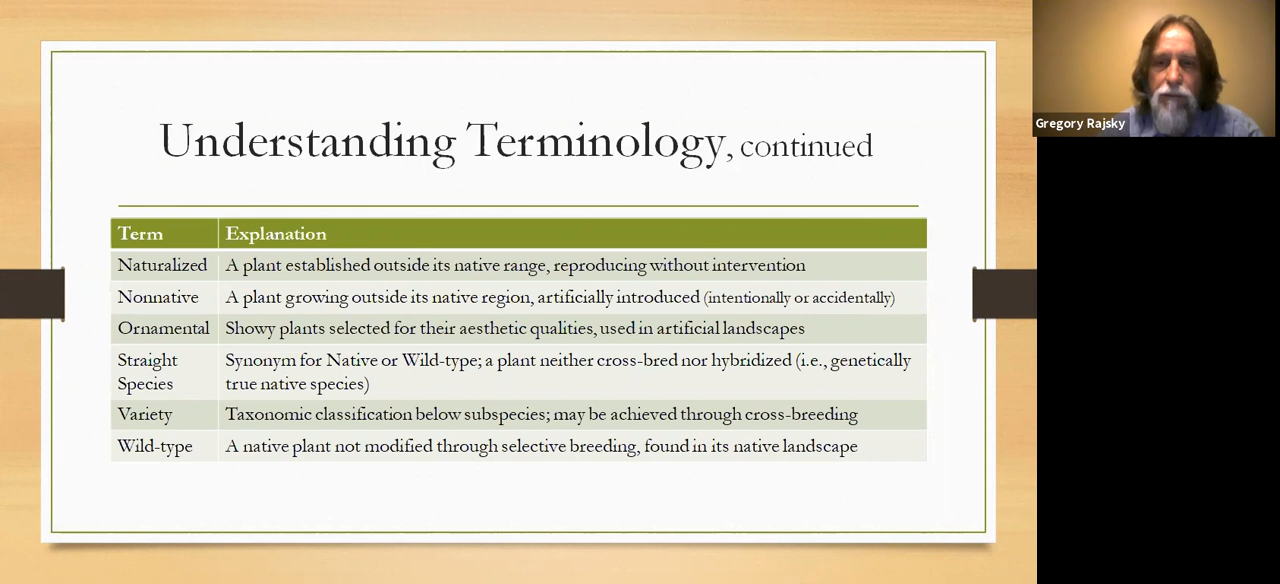 Understanding Terminology, continued
Gregory Rajsky
Term Explanation
Naturalized A plant established outside its native range, reproducing without intervention
Nonnative A plant growing outside its native region, artificially introduced (intentionally or accidentally)
Ornamental Showy plants selected for their aesthetic qualities, used in artificial landscapes
Straight Synonym for Native or Wild-type; a plant neither cross-bred nor hybridized (i.e., genetically
Species true native species)
Variety Taxonomic classification below subspecies; may be achieved through cross-breeding
Wild-type A native plant not modified through selective breeding, found in its native landscape